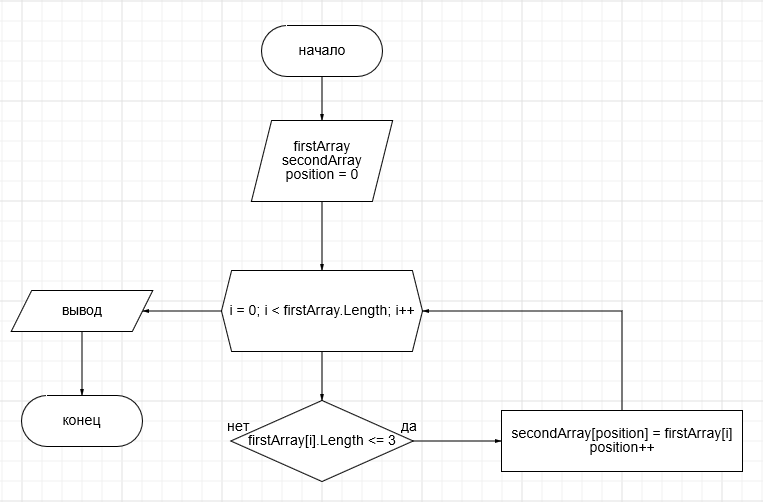 начало
firstArray
secondArray
position = 0
i = 0; i < firstArray.Length; i++
вывод
конец
нет
да
firstArray[i].Length <= 3
secondArray[position] = firstArray[i]
position++